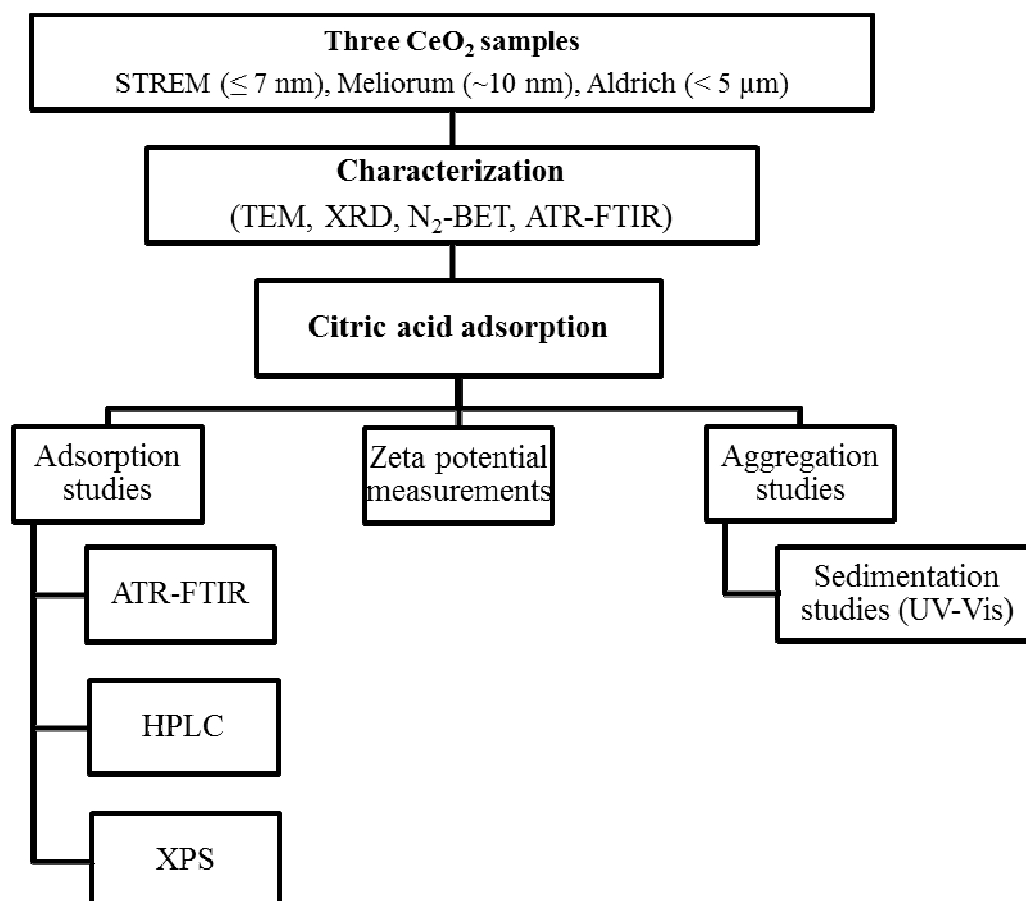 Three CeO₂ samples
STREM (≤ 7 nm), Meliorum (~10 nm), Aldrich (< 5 μm)
Characterization
(TEM, XRD, N₂-BET, ATR-FTIR)
Citric acid adsorption
Adsorption
studies
Zeta potential
measurements
Aggregation
studies
ATR-FTIR
HPLC
XPS
Sedimentation
studies (UV-Vis)